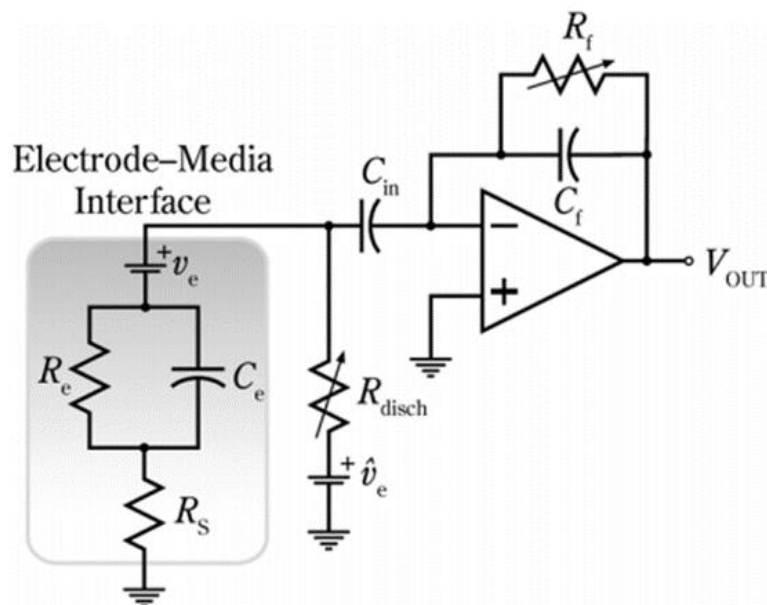 R_f
Electrode–Media
Interface
C_in
C_f
+
v_e
−
+
V_OUT
R_e
C_e
R_disch
+
v̂_e
R_S